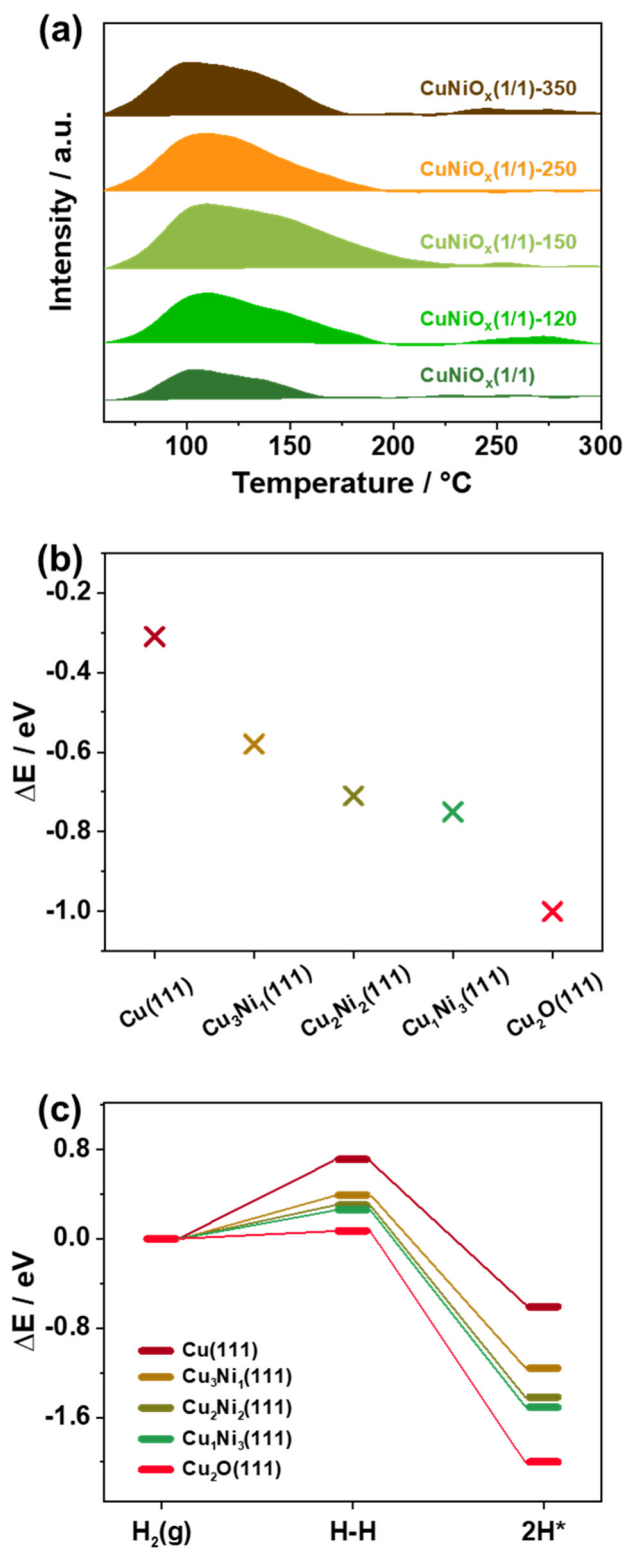 (a)
CuNiOₓ(1/1)-350
CuNiOₓ(1/1)-250
CuNiOₓ(1/1)-150
CuNiOₓ(1/1)-120
CuNiOₓ(1/1)
Intensity / a.u.
100 150 200 250 300
Temperature / °C
(b)
-0.2
-0.4
-0.6
-0.8
-1.0
ΔE / eV
Cu(111) Cu₃Ni₁(111) Cu₂Ni₂(111) Cu₁Ni₃(111) Cu₂O(111)
(c)
0.8
0.0
-0.8
-1.6
ΔE / eV
Cu(111)
Cu₃Ni₁(111)
Cu₂Ni₂(111)
Cu₁Ni₃(111)
Cu₂O(111)
H₂(g) H-H 2H*